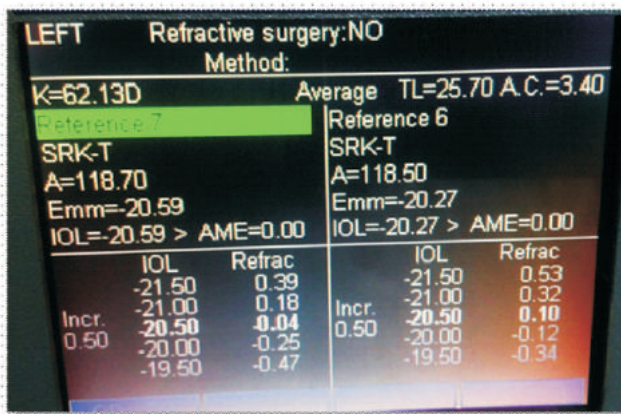 LEFT Refractive surgery:NO
Method:
K=62.13D Average TL=25.70 A.C.=3.40
Reference 7
SRK-T
A=118.70
Emm=-20.59
IOL=-20.59 > AME=0.00
IOL Refrac
-21.50 0.39
-21.00 0.18
Incr. -20.50 -0.04
0.50 -20.00 -0.25
-19.50 -0.47
Reference 6
SRK-T
A=118.50
Emm=-20.27
IOL=-20.27 > AME=0.00
IOL Refrac
-21.50 0.53
-21.00 0.32
Incr. -20.50 0.10
0.50 -20.00 -0.12
-19.50 -0.34